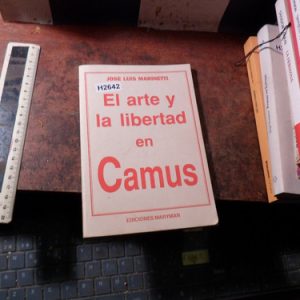 JOSE LUIS MARINETTI
H2642
El arte y
la libertad
en
Camus
EDICIONES MARYMAR